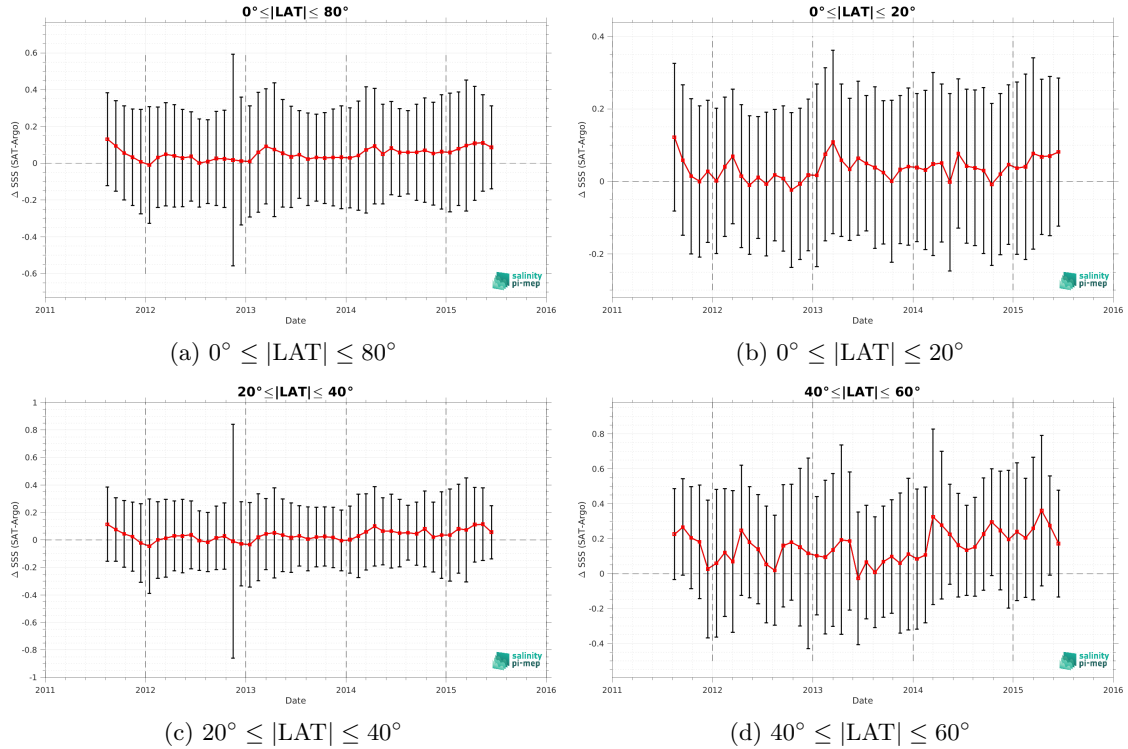 0°≤|LAT|≤ 80°
Δ SSS (SAT-Argo)
0.6
0.4
0.2
0
-0.2
-0.4
-0.6
2011 2012 2013 2014 2015 2016
Date
salinity
pi-mep
(a) 0° ≤ |LAT| ≤ 80°
0°≤|LAT|≤ 20°
Δ SSS (SAT-Argo)
0.4
0.2
0
-0.2
2011 2012 2013 2014 2015 2016
Date
salinity
pi-mep
(b) 0° ≤ |LAT| ≤ 20°
20°≤|LAT|≤ 40°
Δ SSS (SAT-Argo)
1
0.8
0.6
0.4
0.2
0
-0.2
-0.4
-0.6
-0.8
-1
2011 2012 2013 2014 2015 2016
Date
salinity
pi-mep
(c) 20° ≤ |LAT| ≤ 40°
40°≤|LAT|≤ 60°
Δ SSS (SAT-Argo)
0.8
0.6
0.4
0.2
0
-0.2
-0.4
2011 2012 2013 2014 2015 2016
Date
salinity
pi-mep
(d) 40° ≤ |LAT| ≤ 60°